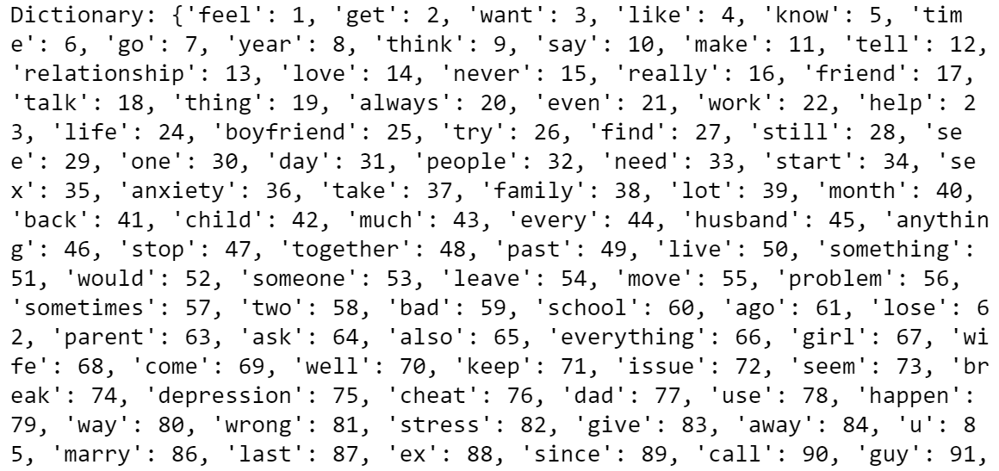 Dictionary: {'feel': 1, 'get': 2, 'want': 3, 'like': 4, 'know': 5, 'tim
e': 6, 'go': 7, 'year': 8, 'think': 9, 'say': 10, 'make': 11, 'tell': 12,
'relationship': 13, 'love': 14, 'never': 15, 'really': 16, 'friend': 17,
'talk': 18, 'thing': 19, 'always': 20, 'even': 21, 'work': 22, 'help': 2
3, 'life': 24, 'boyfriend': 25, 'try': 26, 'find': 27, 'still': 28, 'se
e': 29, 'one': 30, 'day': 31, 'people': 32, 'need': 33, 'start': 34, 'se
x': 35, 'anxiety': 36, 'take': 37, 'family': 38, 'lot': 39, 'month': 40,
'back': 41, 'child': 42, 'much': 43, 'every': 44, 'husband': 45, 'anythin
g': 46, 'stop': 47, 'together': 48, 'past': 49, 'live': 50, 'something':
51, 'would': 52, 'someone': 53, 'leave': 54, 'move': 55, 'problem': 56,
'sometimes': 57, 'two': 58, 'bad': 59, 'school': 60, 'ago': 61, 'lose': 6
2, 'parent': 63, 'ask': 64, 'also': 65, 'everything': 66, 'girl': 67, 'wi
fe': 68, 'come': 69, 'well': 70, 'keep': 71, 'issue': 72, 'seem': 73, 'br
eak': 74, 'depression': 75, 'cheat': 76, 'dad': 77, 'use': 78, 'happen':
79, 'way': 80, 'wrong': 81, 'stress': 82, 'give': 83, 'away': 84, 'u': 8
5, 'marry': 86, 'last': 87, 'ex': 88, 'since': 89, 'call': 90, 'guy': 91,